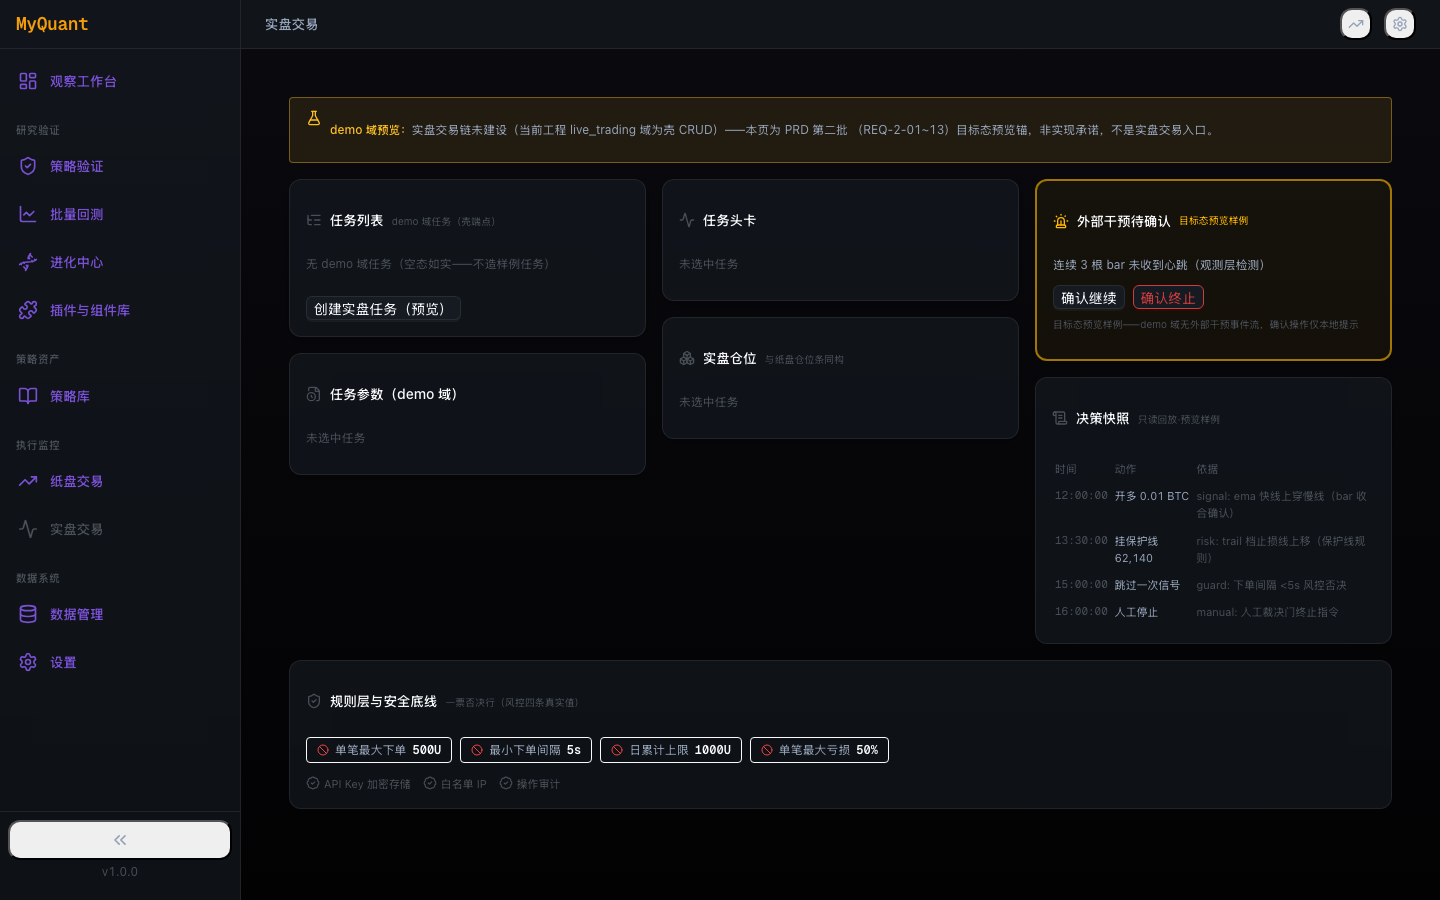 MyQuant
实盘交易
观察工作台
研究验证
策略验证
批量回测
进化中心
插件与组件库
策略资产
策略库
执行监控
纸盘交易
实盘交易
数据系统
数据管理
设置
v1.0.0
demo 域预览：实盘交易链未建设（当前工程 live_trading 域为壳 CRUD）——本页为 PRD 第二批 （REQ-2-01~13）目标态预览锚，非实现承诺，不是实盘交易入口。
任务列表 demo 域任务（壳端点）
无 demo 域任务（空态如实——不造样例任务）
创建实盘任务（预览）
任务参数（demo 域）
未选中任务
任务头卡
未选中任务
实盘仓位 与纸盘仓位条同构
未选中任务
外部干预待确认 目标态预览样例
连续 3 根 bar 未收到心跳（观测层检测）
确认继续 确认终止
目标态预览样例——demo 域无外部干预事件流，确认操作仅本地提示
决策快照 只读回放·预览样例
时间 动作 依据
12:00:00 开多 0.01 BTC signal: ema 快线上穿慢线（bar 收
合确认）
13:30:00 挂保护线 risk: trail 档止损线上移（保护线规
62,140 则）
15:00:00 跳过一次信号 guard: 下单间隔 <5s 风控否决
16:00:00 人工停止 manual: 人工裁决门终止指令
规则层与安全底线 一票否决行（风控四条真实值）
单笔最大下单 500U 最小下单间隔 5s 日累计上限 1000U 单笔最大亏损 50%
API Key 加密存储 白名单 IP 操作审计